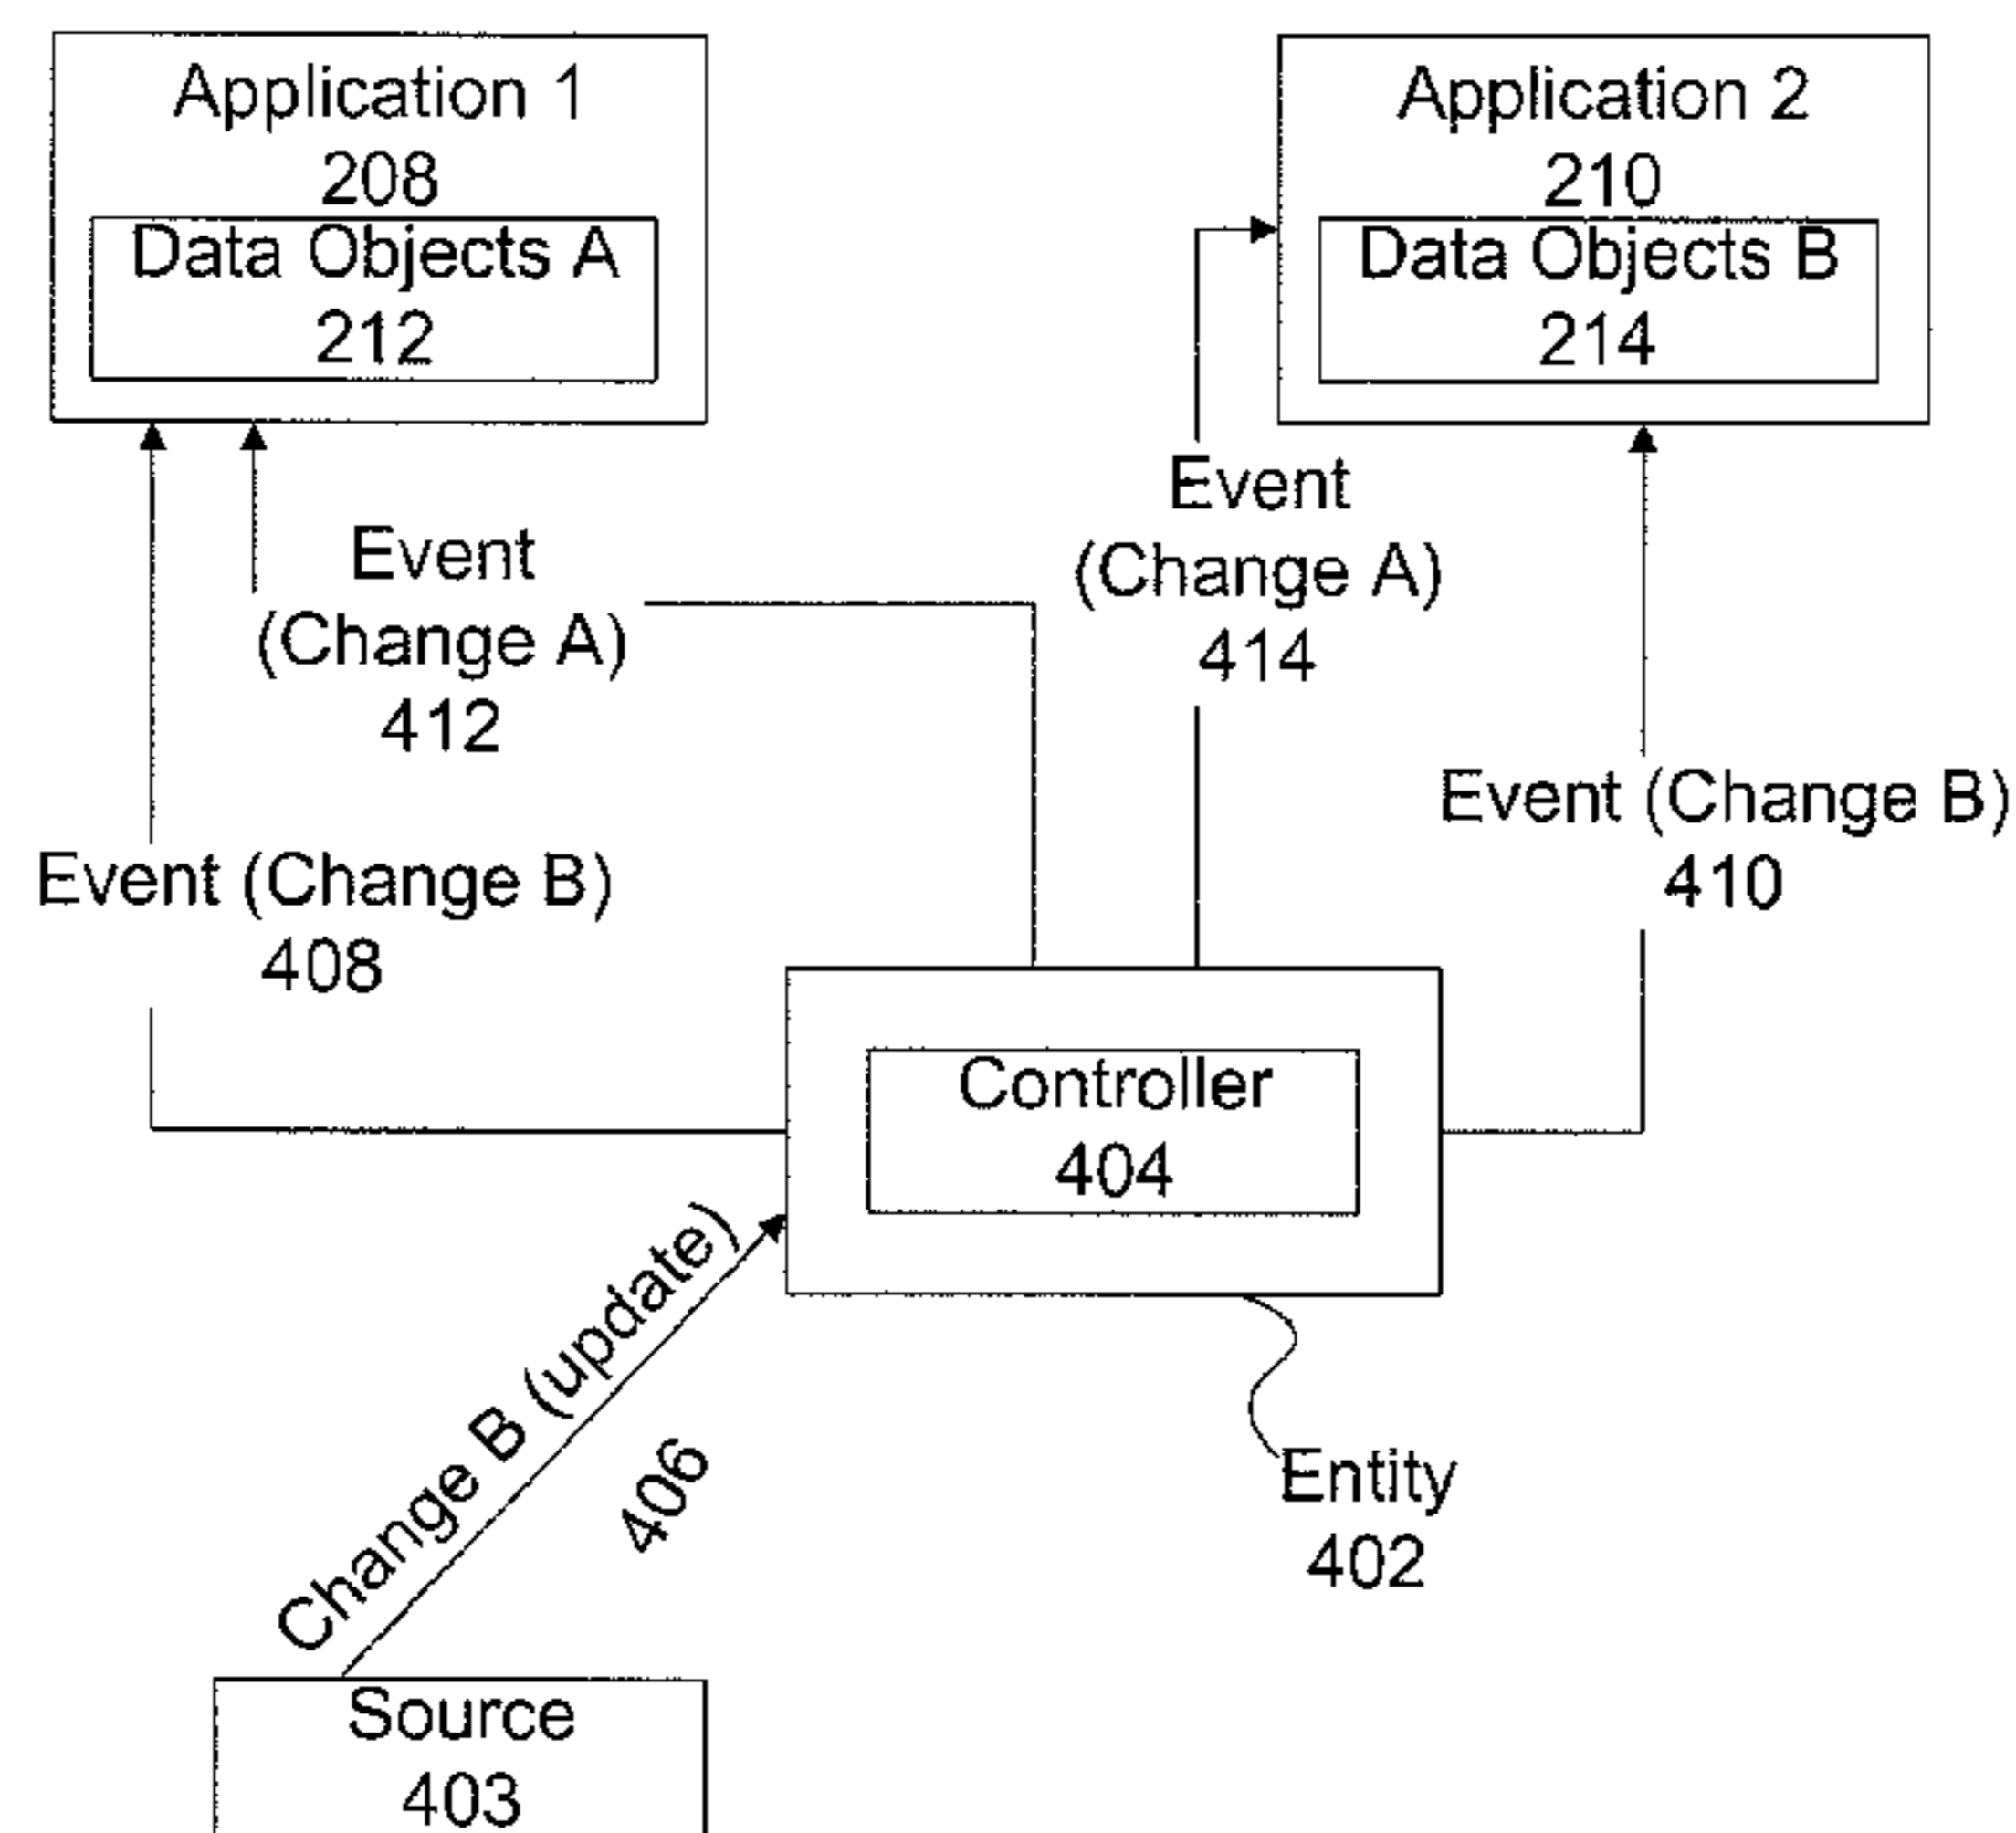 Application 1
208
Data Objects A
212
Application 2
210
Data Objects B
214
Event
(Change A)
412
Event
(Change A)
414
Event (Change B)
408
Event (Change B)
410
Controller
404
Change B (update)
406
Entity
402
Source
403